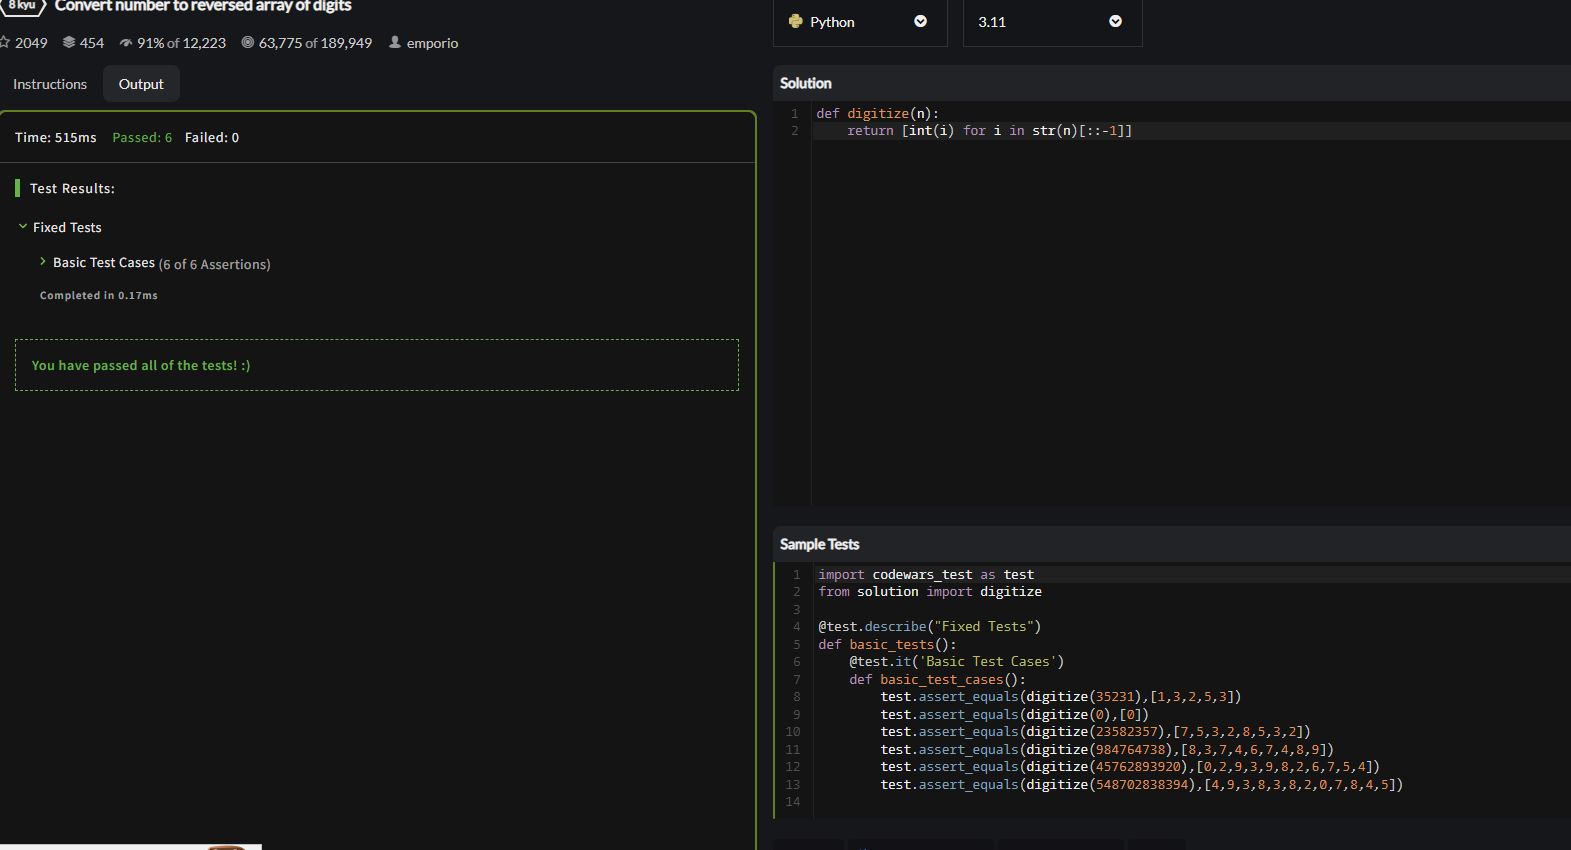 8 kyu Convert number to reversed array of digits
2049 454 91% of 12,223 63,775 of 189,949 emporio
Instructions Output
Time: 515ms Passed: 6 Failed: 0
Test Results:
Fixed Tests
Basic Test Cases (6 of 6 Assertions)
Completed in 0.17ms
You have passed all of the tests! :)
Python 3.11
Solution
1 def digitize(n):
2     return [int(i) for i in str(n)[::-1]]
Sample Tests
1 import codewars_test as test
2 from solution import digitize
3
4 @test.describe("Fixed Tests")
5 def basic_tests():
6     @test.it('Basic Test Cases')
7     def basic_test_cases():
8         test.assert_equals(digitize(35231),[1,3,2,5,3])
9         test.assert_equals(digitize(0),[0])
10         test.assert_equals(digitize(23582357),[7,5,3,2,8,5,3,2])
11         test.assert_equals(digitize(984764738),[8,3,7,4,6,7,4,8,9])
12         test.assert_equals(digitize(45762893920),[0,2,9,3,9,8,2,6,7,5,4])
13         test.assert_equals(digitize(548702838394),[4,9,3,8,3,8,2,0,7,8,4,5])
14